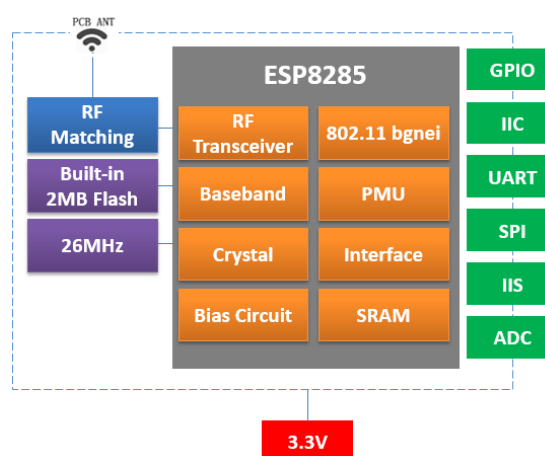 PCB ANT
ESP8285
RF
Matching
Built-in
2MB Flash
26MHz
RF
Transceiver
802.11 bgnei
Baseband
PMU
Crystal
Interface
Bias Circuit
SRAM
GPIO
IIC
UART
SPI
IIS
ADC
3.3V